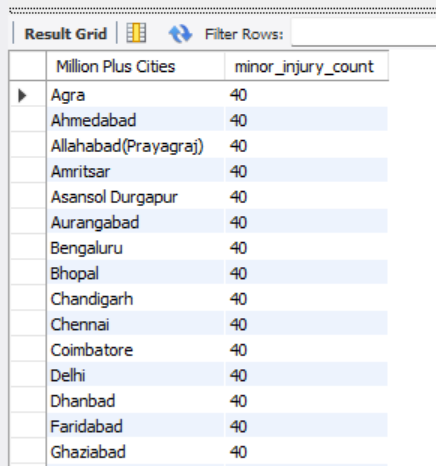 Result Grid Filter Rows:
Million Plus Cities minor_injury_count
Agra 40
Ahmedabad 40
Allahabad(Prayagraj) 40
Amritsar 40
Asansol Durgapur 40
Aurangabad 40
Bengaluru 40
Bhopal 40
Chandigarh 40
Chennai 40
Coimbatore 40
Delhi 40
Dhanbad 40
Faridabad 40
Ghaziabad 40